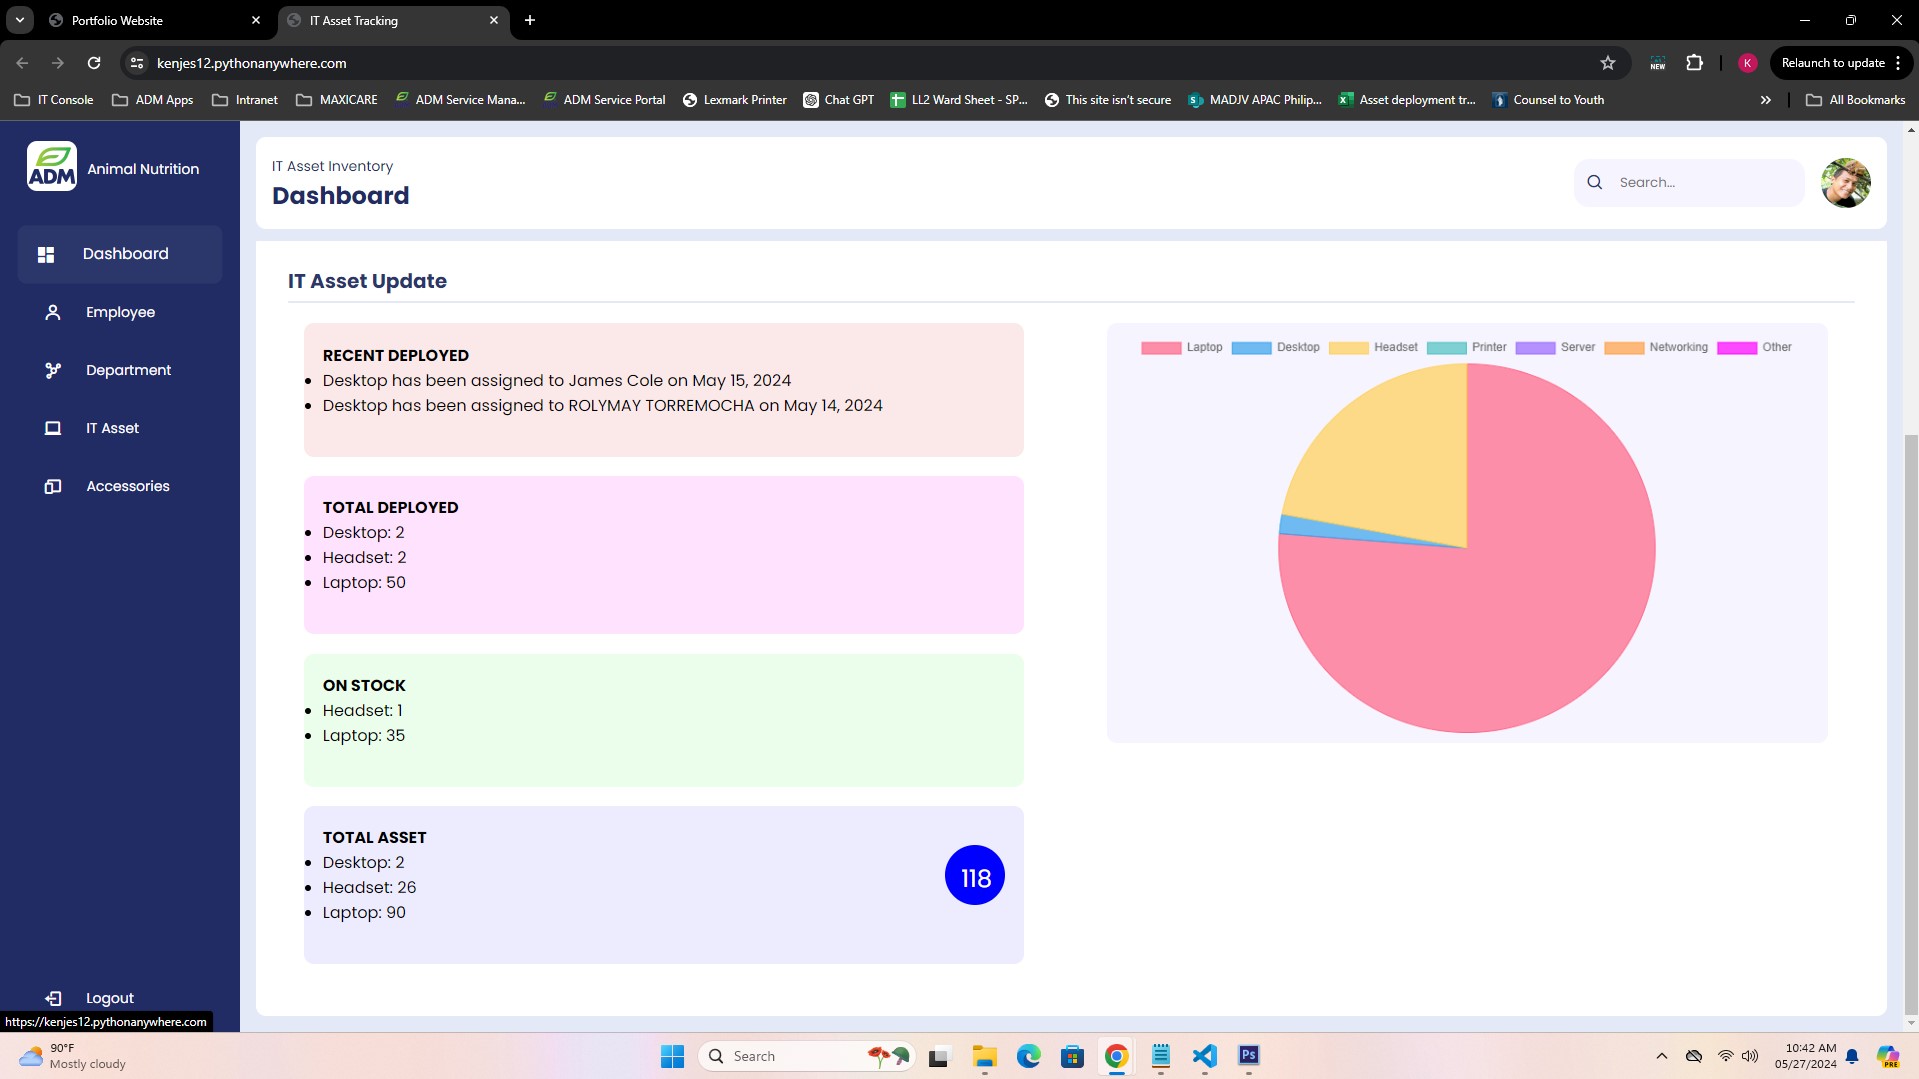 Portfolio Website
IT Asset Tracking
kenjes12.pythonanywhere.com
NEW
K
Relaunch to update
IT Console
ADM Apps
Intranet
MAXICARE
ADM Service Mana...
ADM Service Portal
Lexmark Printer
Chat GPT
LL2 Ward Sheet - SP...
This site isn't secure
MADJV APAC Philip...
Asset deployment tr...
Counsel to Youth
All Bookmarks
ADM
Animal Nutrition
Dashboard
Employee
Department
IT Asset
Accessories
Logout
https://kenjes12.pythonanywhere.com
IT Asset Inventory
Dashboard
Search...
IT Asset Update
RECENT DEPLOYED
Desktop has been assigned to James Cole on May 15, 2024
Desktop has been assigned to ROLYMAY TORREMOCHA on May 14, 2024
TOTAL DEPLOYED
Desktop: 2
Headset: 2
Laptop: 50
ON STOCK
Headset: 1
Laptop: 35
TOTAL ASSET
Desktop: 2
Headset: 26
Laptop: 90
118
Laptop
Desktop
Headset
Printer
Server
Networking
Other
90°F
Mostly cloudy
Search
Ps
10:42 AM
05/27/2024
PRE